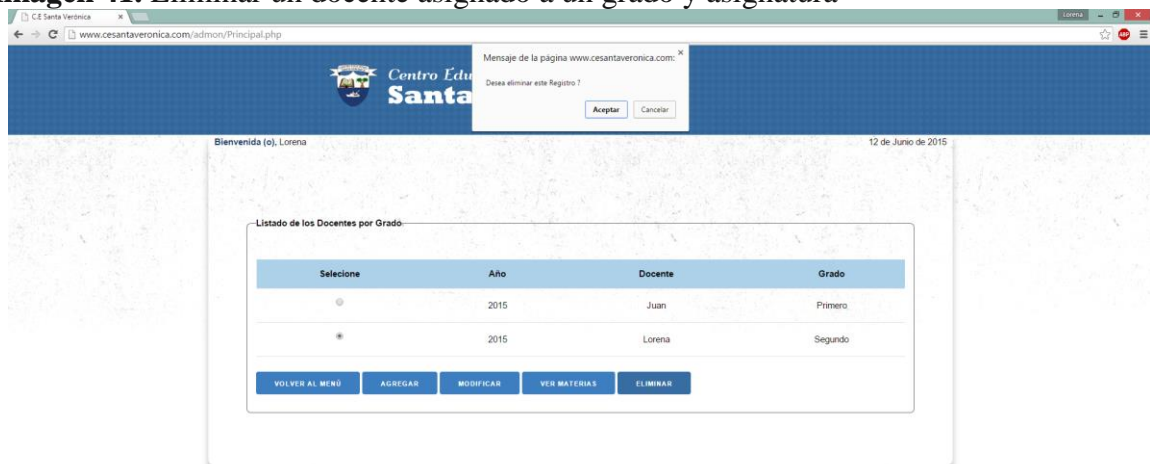 Eliminar un docente asignado a un grado y asignatura
C.E Santa Verónica
Lorena
www.cesantaveronica.com/admon/Principal.php
ABP
Centro Edu
Santa
Mensaje de la página www.cesantaveronica.com:
Desea eliminar este Registro ?
Aceptar Cancelar
Bienvenida (o), Lorena
12 de Junio de 2015
Listado de los Docentes por Grado
Selecione Año Docente Grado
2015 Juan Primero
2015 Lorena Segundo
VOLVER AL MENÚ AGREGAR MODIFICAR VER MATERIAS ELIMINAR